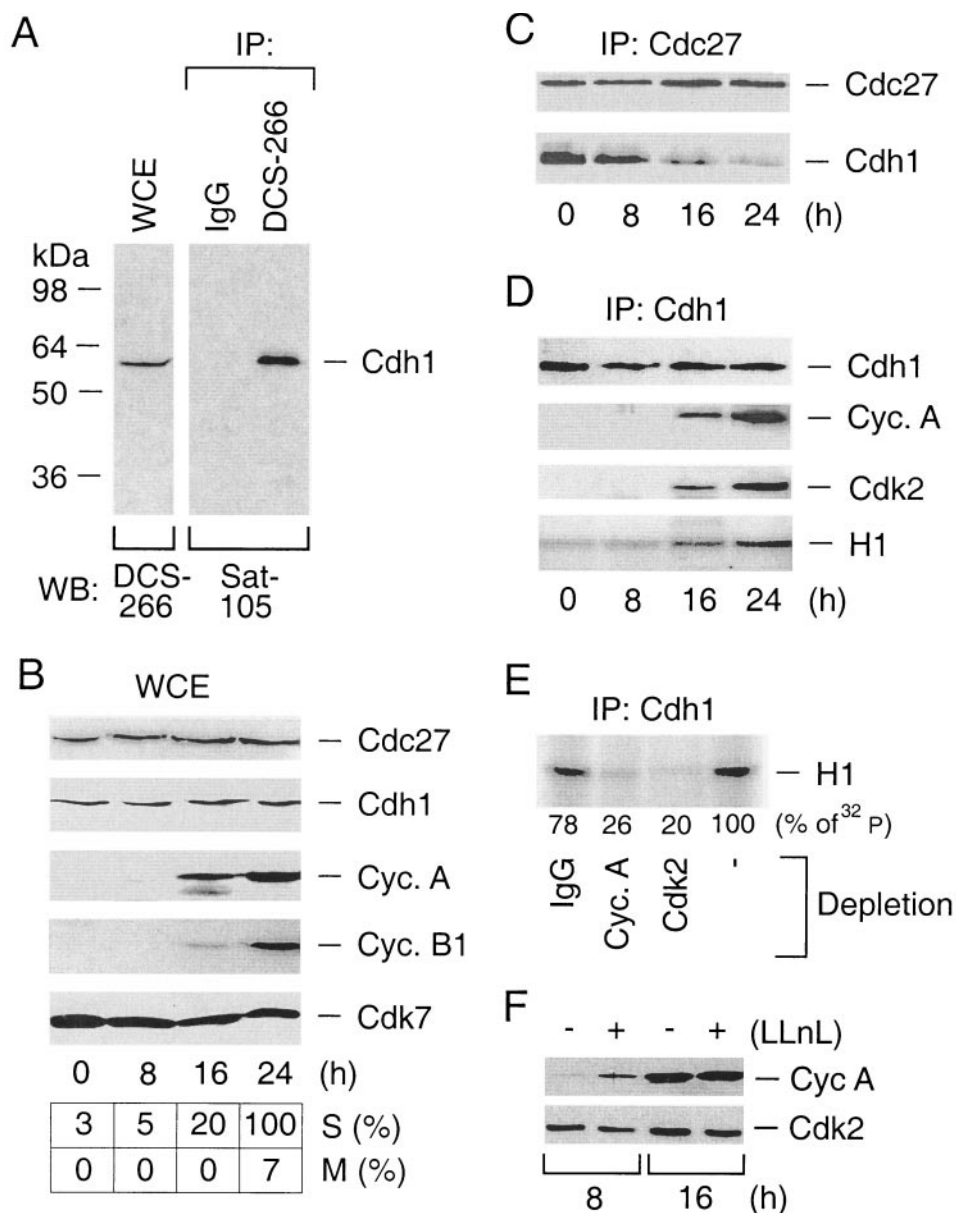 A
IP:
WCE
IgG
DCS-266
kDa
98
64
50
36
Cdh1
WB:
DCS-266
Sat-105
B
WCE
Cdc27
Cdh1
Cyc. A
Cyc. B1
Cdk7
0 8 16 24 (h)
3 5 20 100 S (%)
0 0 0 7 M (%)
C
IP: Cdc27
Cdc27
Cdh1
0 8 16 24 (h)
D
IP: Cdh1
Cdh1
Cyc. A
Cdk2
H1
0 8 16 24 (h)
E
IP: Cdh1
H1
78 26 20 100 (% of 32 P)
IgG
Cyc. A
Cdk2
-
Depletion
F
- + - + (LLnL)
Cyc A
Cdk2
8 16 (h)